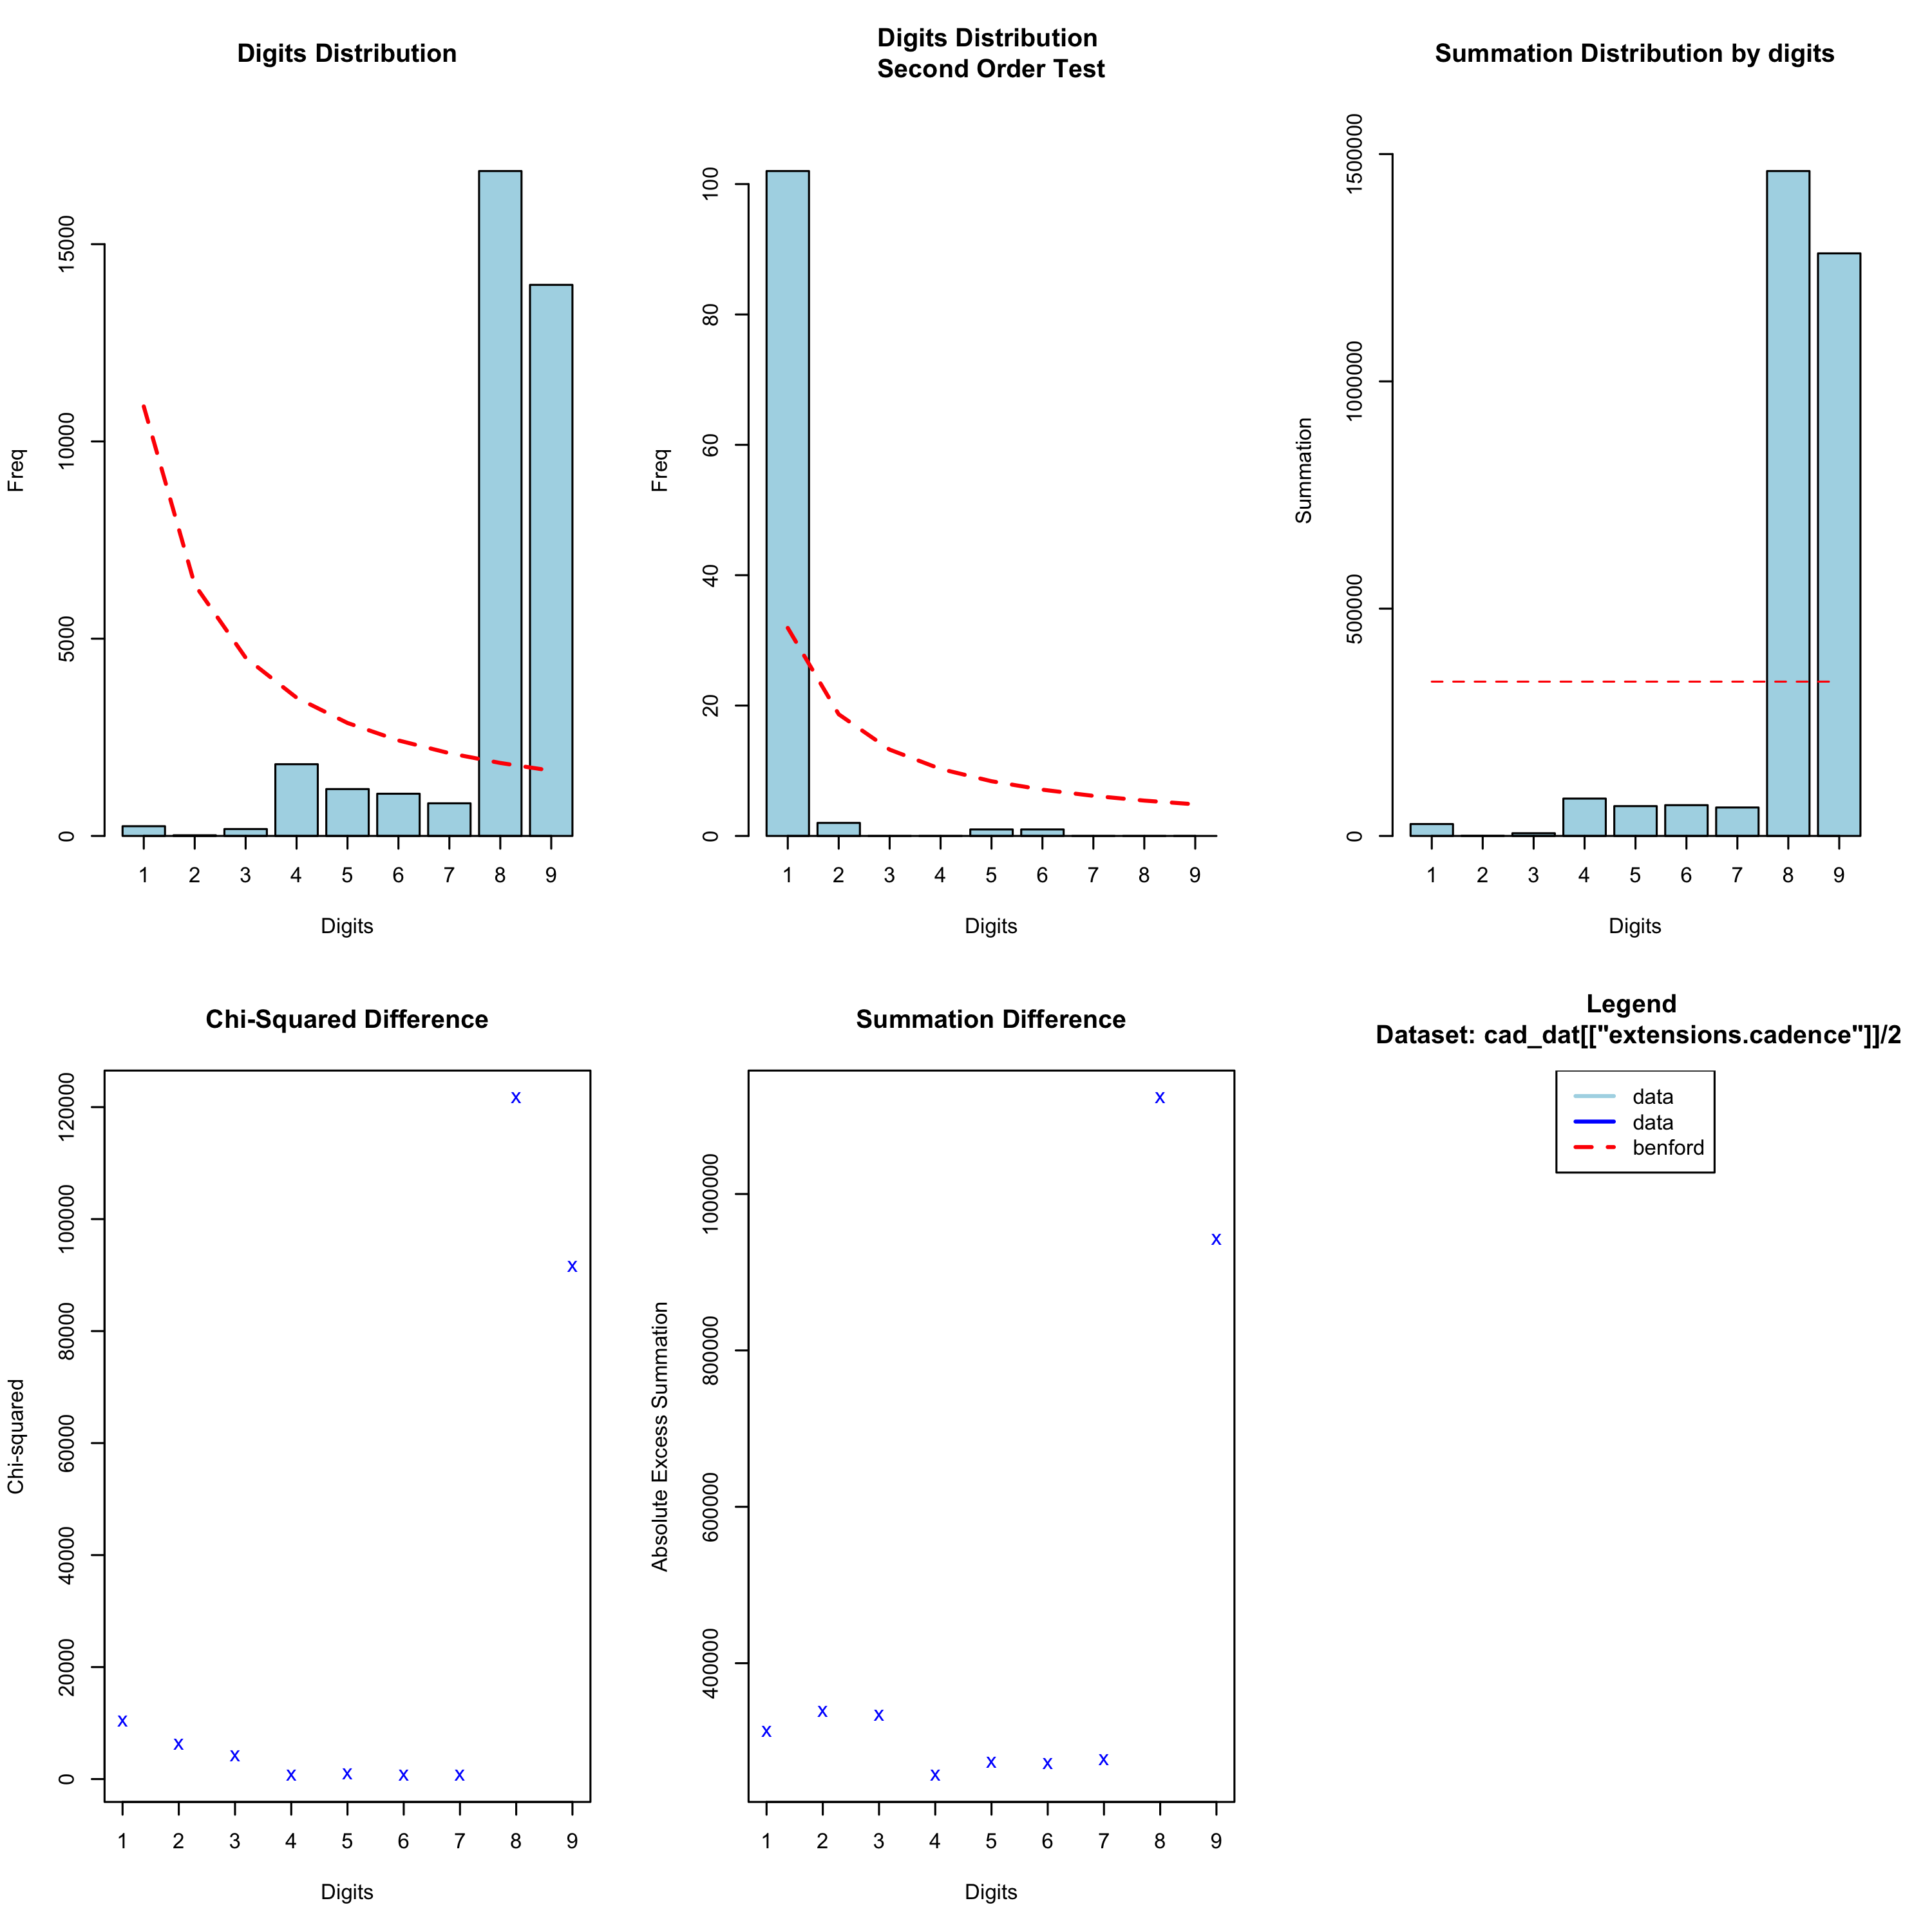 Digits Distribution
Freq
0
5000
10000
15000
1 2 3 4 5 6 7 8 9
Digits
Digits Distribution
Second Order Test
Freq
0
20
40
60
80
100
1 2 3 4 5 6 7 8 9
Digits
Summation Distribution by digits
Summation
0
500000
1000000
1500000
1 2 3 4 5 6 7 8 9
Digits
Chi-Squared Difference
Chi-squared
0
20000
40000
60000
80000
100000
120000
1 2 3 4 5 6 7 8 9
Digits
Summation Difference
Absolute Excess Summation
400000
600000
800000
1000000
1 2 3 4 5 6 7 8 9
Digits
Legend
Dataset: cad_dat[["extensions.cadence"]]/2
data
data
benford